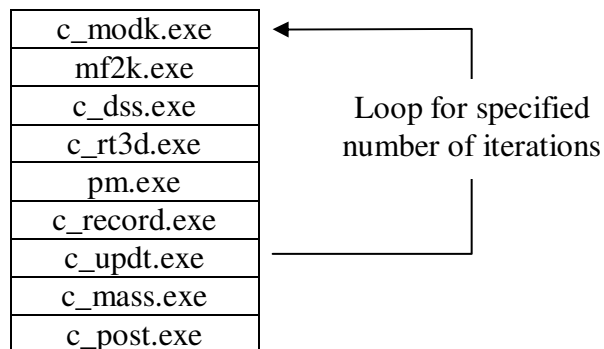 c_modk.exe
mf2k.exe
c_dss.exe
c_rt3d.exe
pm.exe
c_record.exe
c_updt.exe
c_mass.exe
c_post.exe
Loop for specified
number of iterations